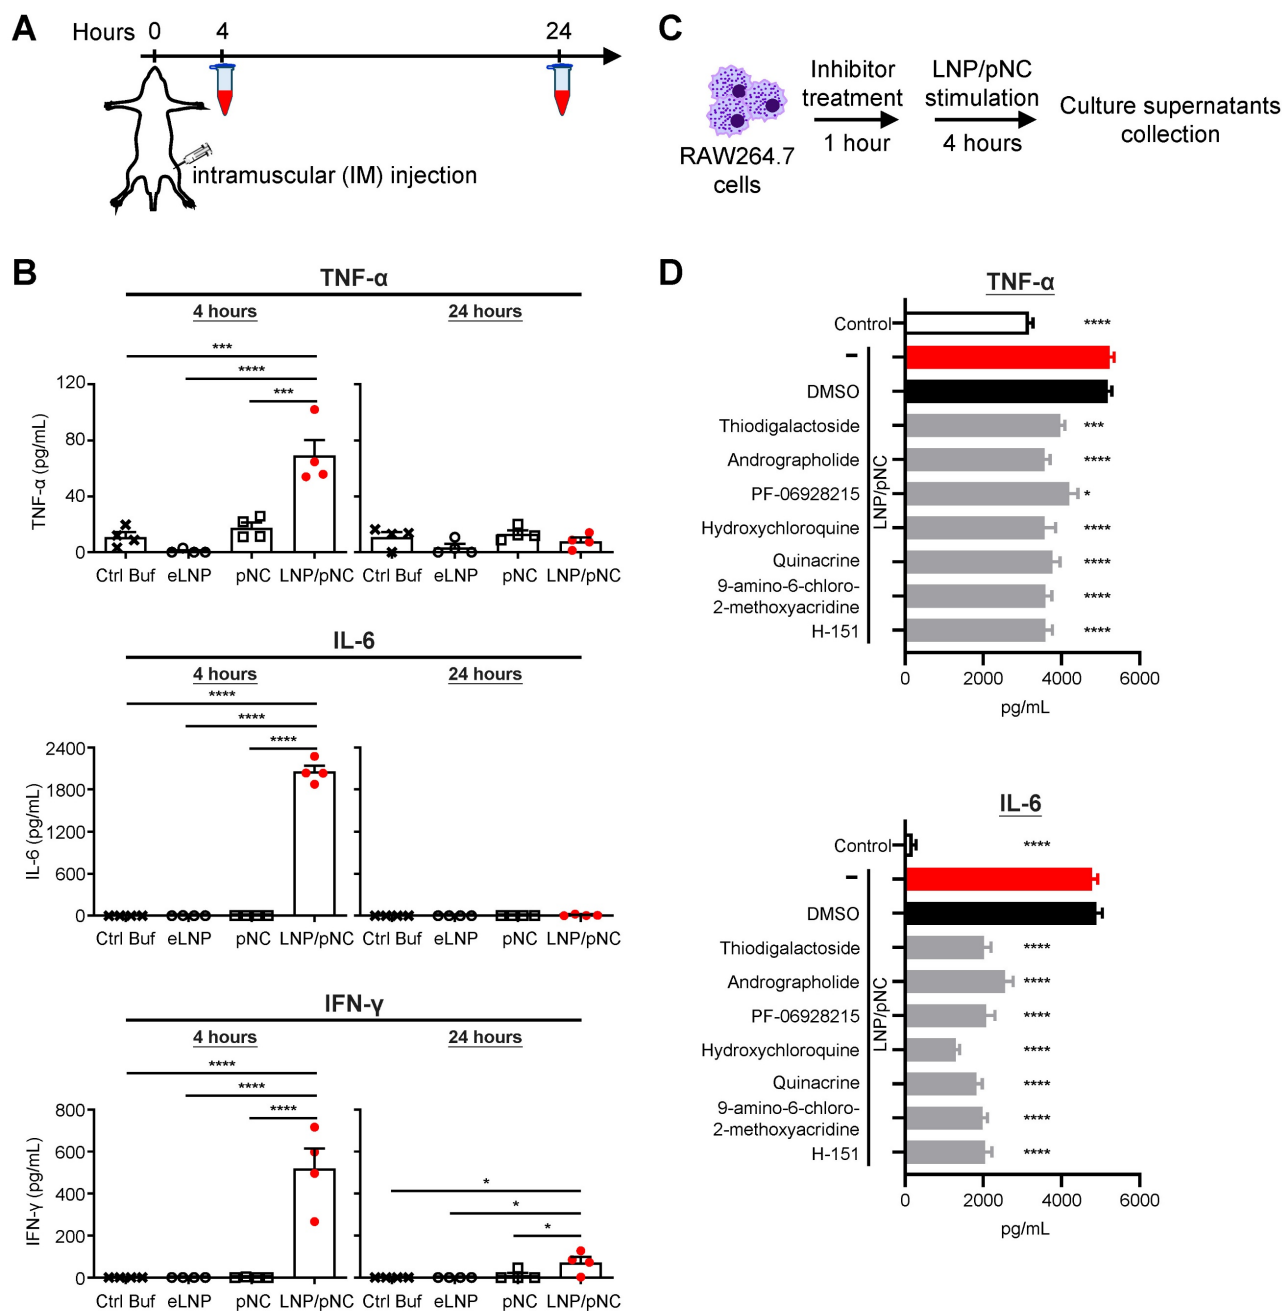 A
Hours 0 4 24
intramuscular (IM) injection
C
Inhibitor treatment
1 hour
LNP/pNC stimulation
4 hours
Culture supernatants collection
RAW264.7 cells
B
TNF-α
4 hours 24 hours
***
****
***
TNF-α (pg/mL)
120
80
40
0
Ctrl Buf eLNP pNC LNP/pNC Ctrl Buf eLNP pNC LNP/pNC
IL-6
4 hours 24 hours
****
****
****
IL-6 (pg/mL)
2400
1800
1200
600
0
Ctrl Buf eLNP pNC LNP/pNC Ctrl Buf eLNP pNC LNP/pNC
IFN-γ
4 hours 24 hours
****
****
****
*
*
*
IFN-γ (pg/mL)
800
600
400
200
0
Ctrl Buf eLNP pNC LNP/pNC Ctrl Buf eLNP pNC LNP/pNC
D
TNF-α
Control ****
–
DMSO
Thiodigalactoside ***
Andrographolide ****
PF-06928215 *
Hydroxychloroquine ****
Quinacrine ****
9-amino-6-chloro-
2-methoxyacridine ****
H-151 ****
LNP/pNC
0 2000 4000 6000
pg/mL
IL-6
Control ****
–
DMSO
Thiodigalactoside ****
Andrographolide ****
PF-06928215 ****
Hydroxychloroquine ****
Quinacrine ****
9-amino-6-chloro-
2-methoxyacridine ****
H-151 ****
LNP/pNC
0 2000 4000 6000
pg/mL